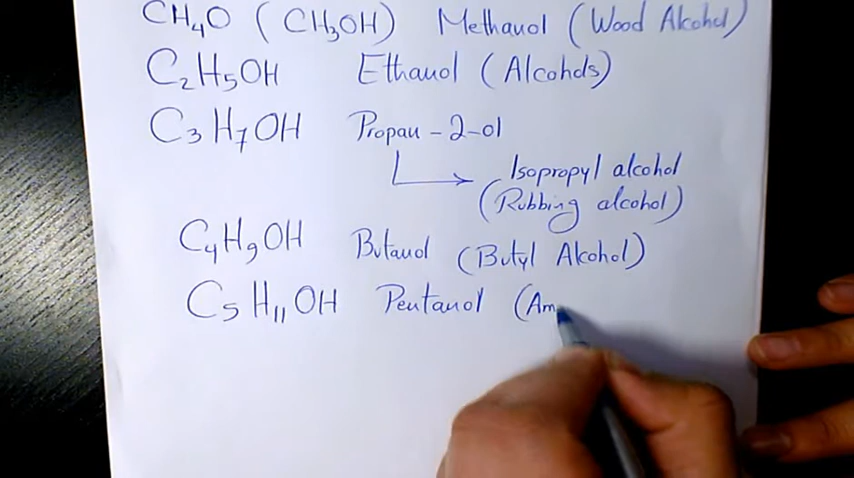 CH₄O (CH₃OH) Methanol (Wood Alcohol)
C₂H₅OH Ethanol (Alcohols)
C₃H₇OH Propan-2-ol
Isopropyl alcohol
(Rubbing alcohol)
C₄H₉OH Butanol (Butyl Alcohol)
C₅H₁₁OH Pentanol (Am